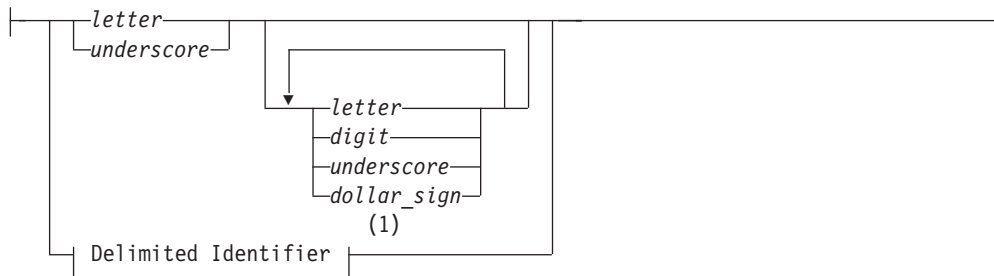 letter
underscore
letter
digit
underscore
dollar_sign
(1)
Delimited Identifier